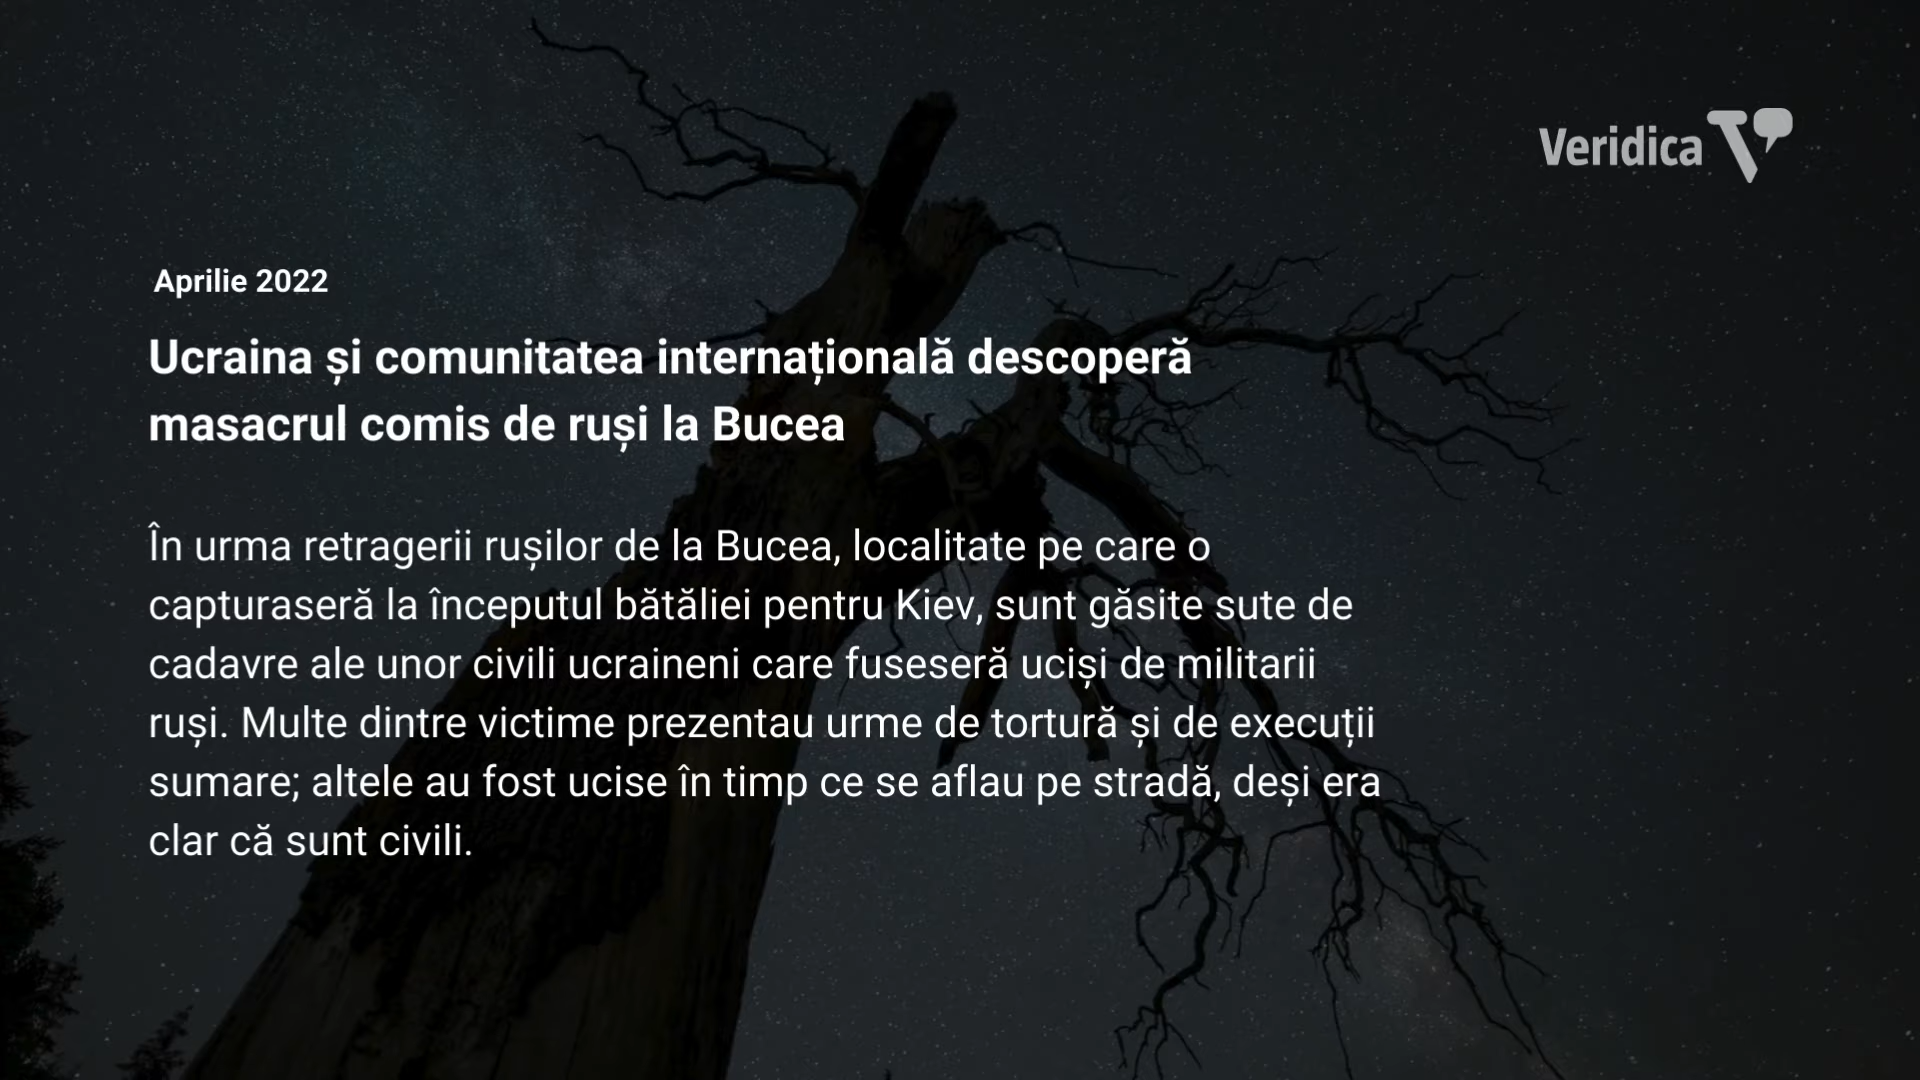 Veridica
Aprilie 2022
Ucraina și comunitatea internațională descoperă
masacrul comis de ruși la Bucea
În urma retragerii rușilor de la Bucea, localitate pe care o
capturaseră la începutul bătăliei pentru Kiev, sunt găsite sute de
cadavre ale unor civili ucraineni care fuseseră uciși de militarii
ruși. Multe dintre victime prezentau urme de tortură și de execuții
sumare; altele au fost ucise în timp ce se aflau pe stradă, deși era
clar că sunt civili.